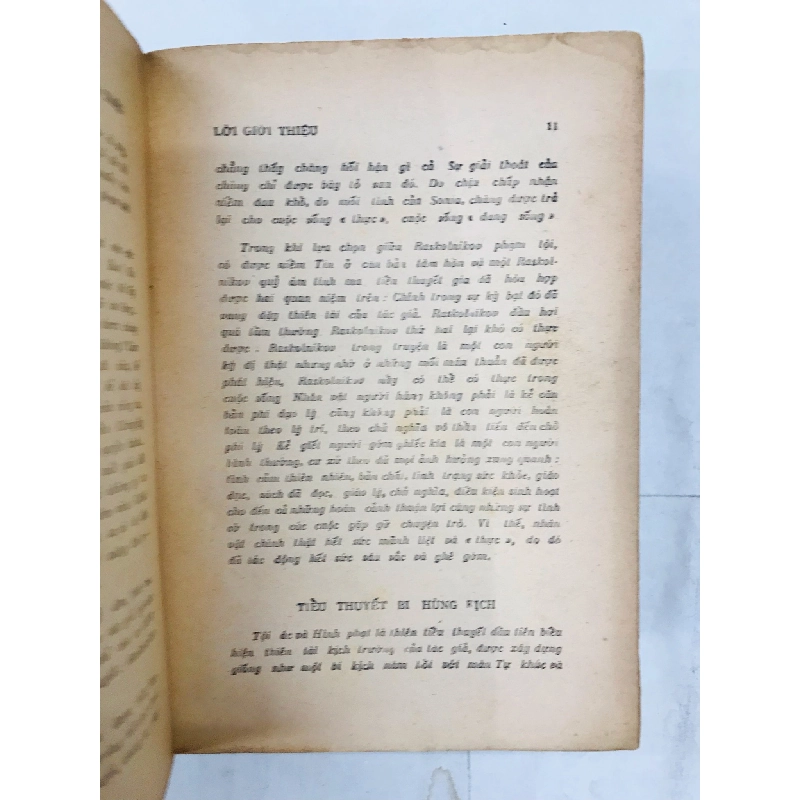 LỜI GIỚI THIỆU 11
chẳng thấy chàng hối hận gì cả Sự giải thoát của
chàng chỉ được bày tỏ sau đó. Do chịu chấp nhận
niềm đau khổ, do mối tình của Sonia, chàng được trả
lại cho cuộc sống « thực », cuộc sống « đang sống »
Trong khi lựa chọn giữa Raskolnikov phạm tội,
có được niềm Tin ở căn bản tâm hồn và một Raskol-
nikov quỷ ám tinh ma tiểu thuyết gia đã hòa hợp
được hai quan niệm trên : Chính trong sự kỳ bại đó đã
vang dậy thiên tài của tác giả. Raskolnikov đầu hơi
quá tầm thường Raskolnikov thứ hai lại khó có thực
được : Raskolnikov trong truyện là một con người
kỳ dị thật nhưng nhờ ở những mối mâu thuẫn đã được
phát hiện, Raskolnikov này có thể có thực trong
cuộc sống Nhân vật người hùng không phải là kẻ căn
bản phi đạo lý cũng không phải là con người hoàn
toàn theo lý trí, theo chủ nghĩa vô thần tiến đến chỗ
phi lý Kẻ giết người gớm ghiếc kia là một con người
bình thường, cư xử theo đủ mọi ảnh hưởng xung quanh :
tình cảm thiên nhiên, bản chất, tình trạng sức khỏe, giáo
dục, sách đã đọc, giáo lý, chủ nghĩa, điều kiện sinh hoạt
cho đến cả những hoàn cảnh thuận lợi cùng những sự tình
cờ trong các cuộc gặp gỡ chuyện trò. Vì thế, nhân
vật chính thật hết sức mãnh liệt và « thực », do đó
đã tác động hết sức sâu sắc và ghê gớm.
TIỂU THUYẾT BI HÙNG KỊCH
Tội ác và Hình phạt là thiên tiểu thuyết đầu tiên biểu
hiện thiên tài kịch trường của tác giả, được xây dựng
giống như một bi kịch năm hồi với màn Tự khúc và